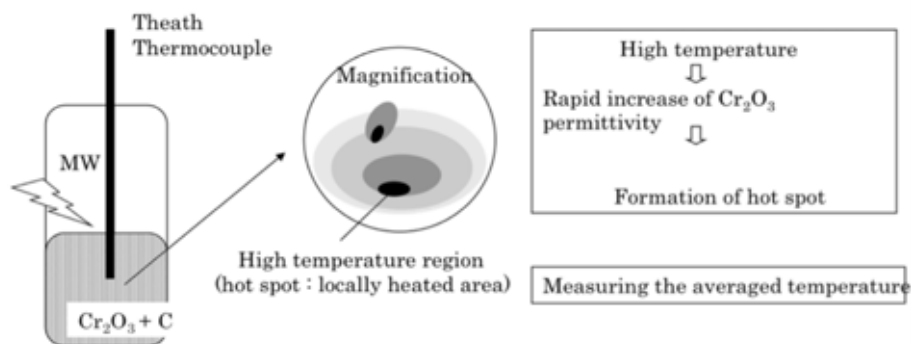 Theath
Thermocouple
MW
Cr₂O₃ + C
Magnification
High temperature region
(hot spot : locally heated area)
High temperature
Rapid increase of Cr₂O₃
permittivity
Formation of hot spot
Measuring the averaged temperature